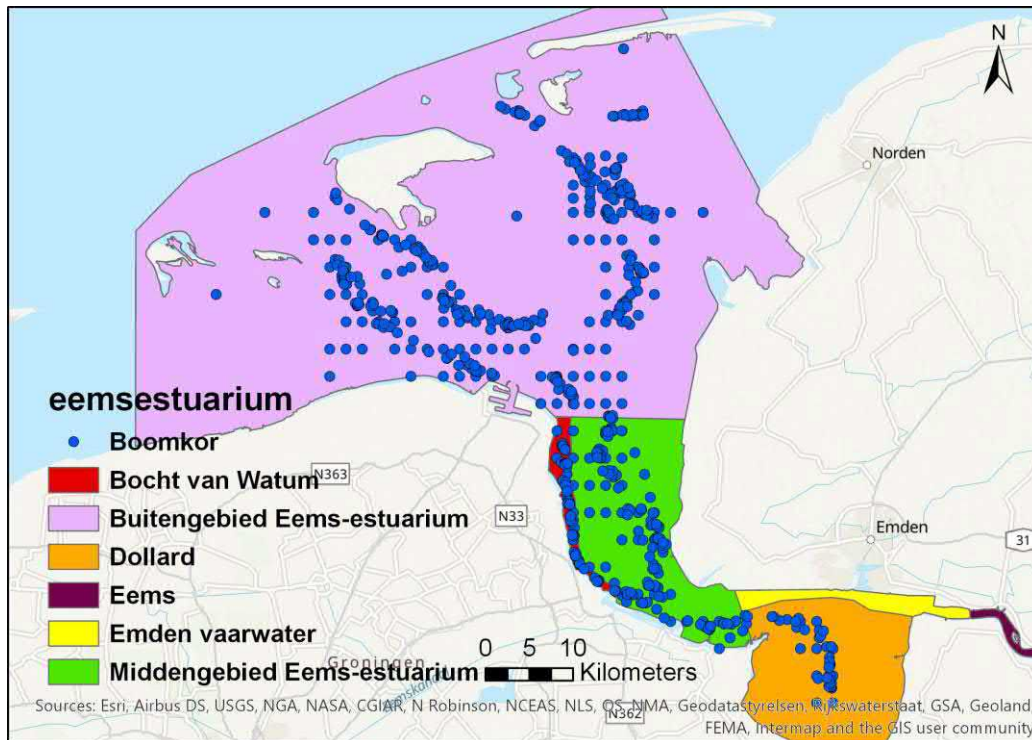 N
Norden
eemsestuarium
Boomkor
Bocht van Watum
N363
Buitengebied Eems-estuarium
N33
Emden
31
Dollard
Eems
Emden vaarwater
Middengebied Eems-estuarium
Groningen
0 5 10
Kilometers
N362
Sources: Esri, Airbus DS, USGS, NGA, NASA, CGIAR, N Robinson, NCEAS, NLS, OS, NMA, Geodatastyrelsen, Rijkswaterstaat, GSA, Geoland,
FEMA, Intermap and the GIS user community